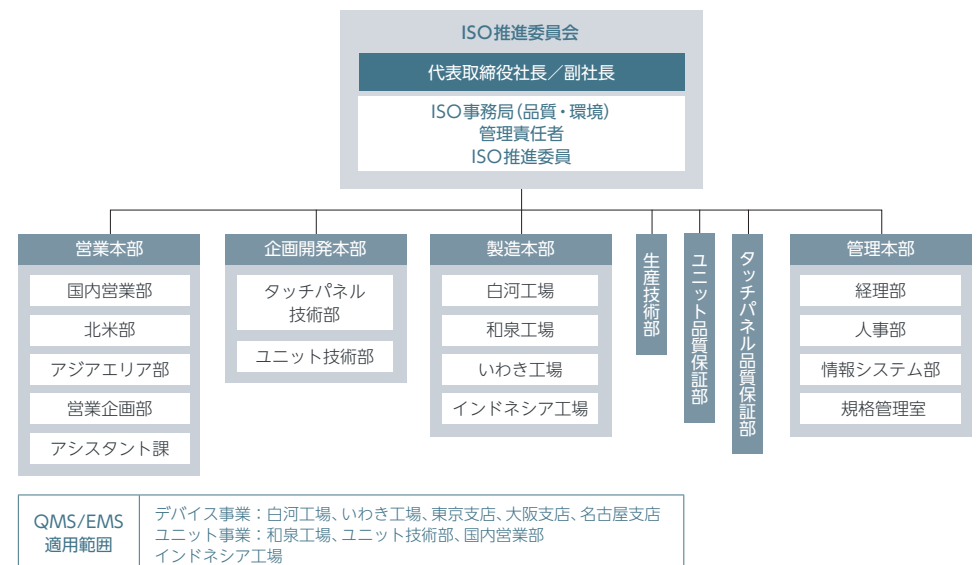 ISO推進委員会
代表取締役社長／副社長
ISO事務局（品質・環境）
管理責任者
ISO推進委員
営業本部
国内営業部
北米部
アジアエリア部
営業企画部
アシスタント課
企画開発本部
タッチパネル
技術部
ユニット技術部
製造本部
白河工場
和泉工場
いわき工場
インドネシア工場
生産技術部
ユニット品質保証部
タッチパネル品質保証部
管理本部
経理部
人事部
情報システム部
規格管理室
QMS/EMS
適用範囲
デバイス事業：白河工場、いわき工場、東京支店、大阪支店、名古屋支店
ユニット事業：和泉工場、ユニット技術部、国内営業部
インドネシア工場